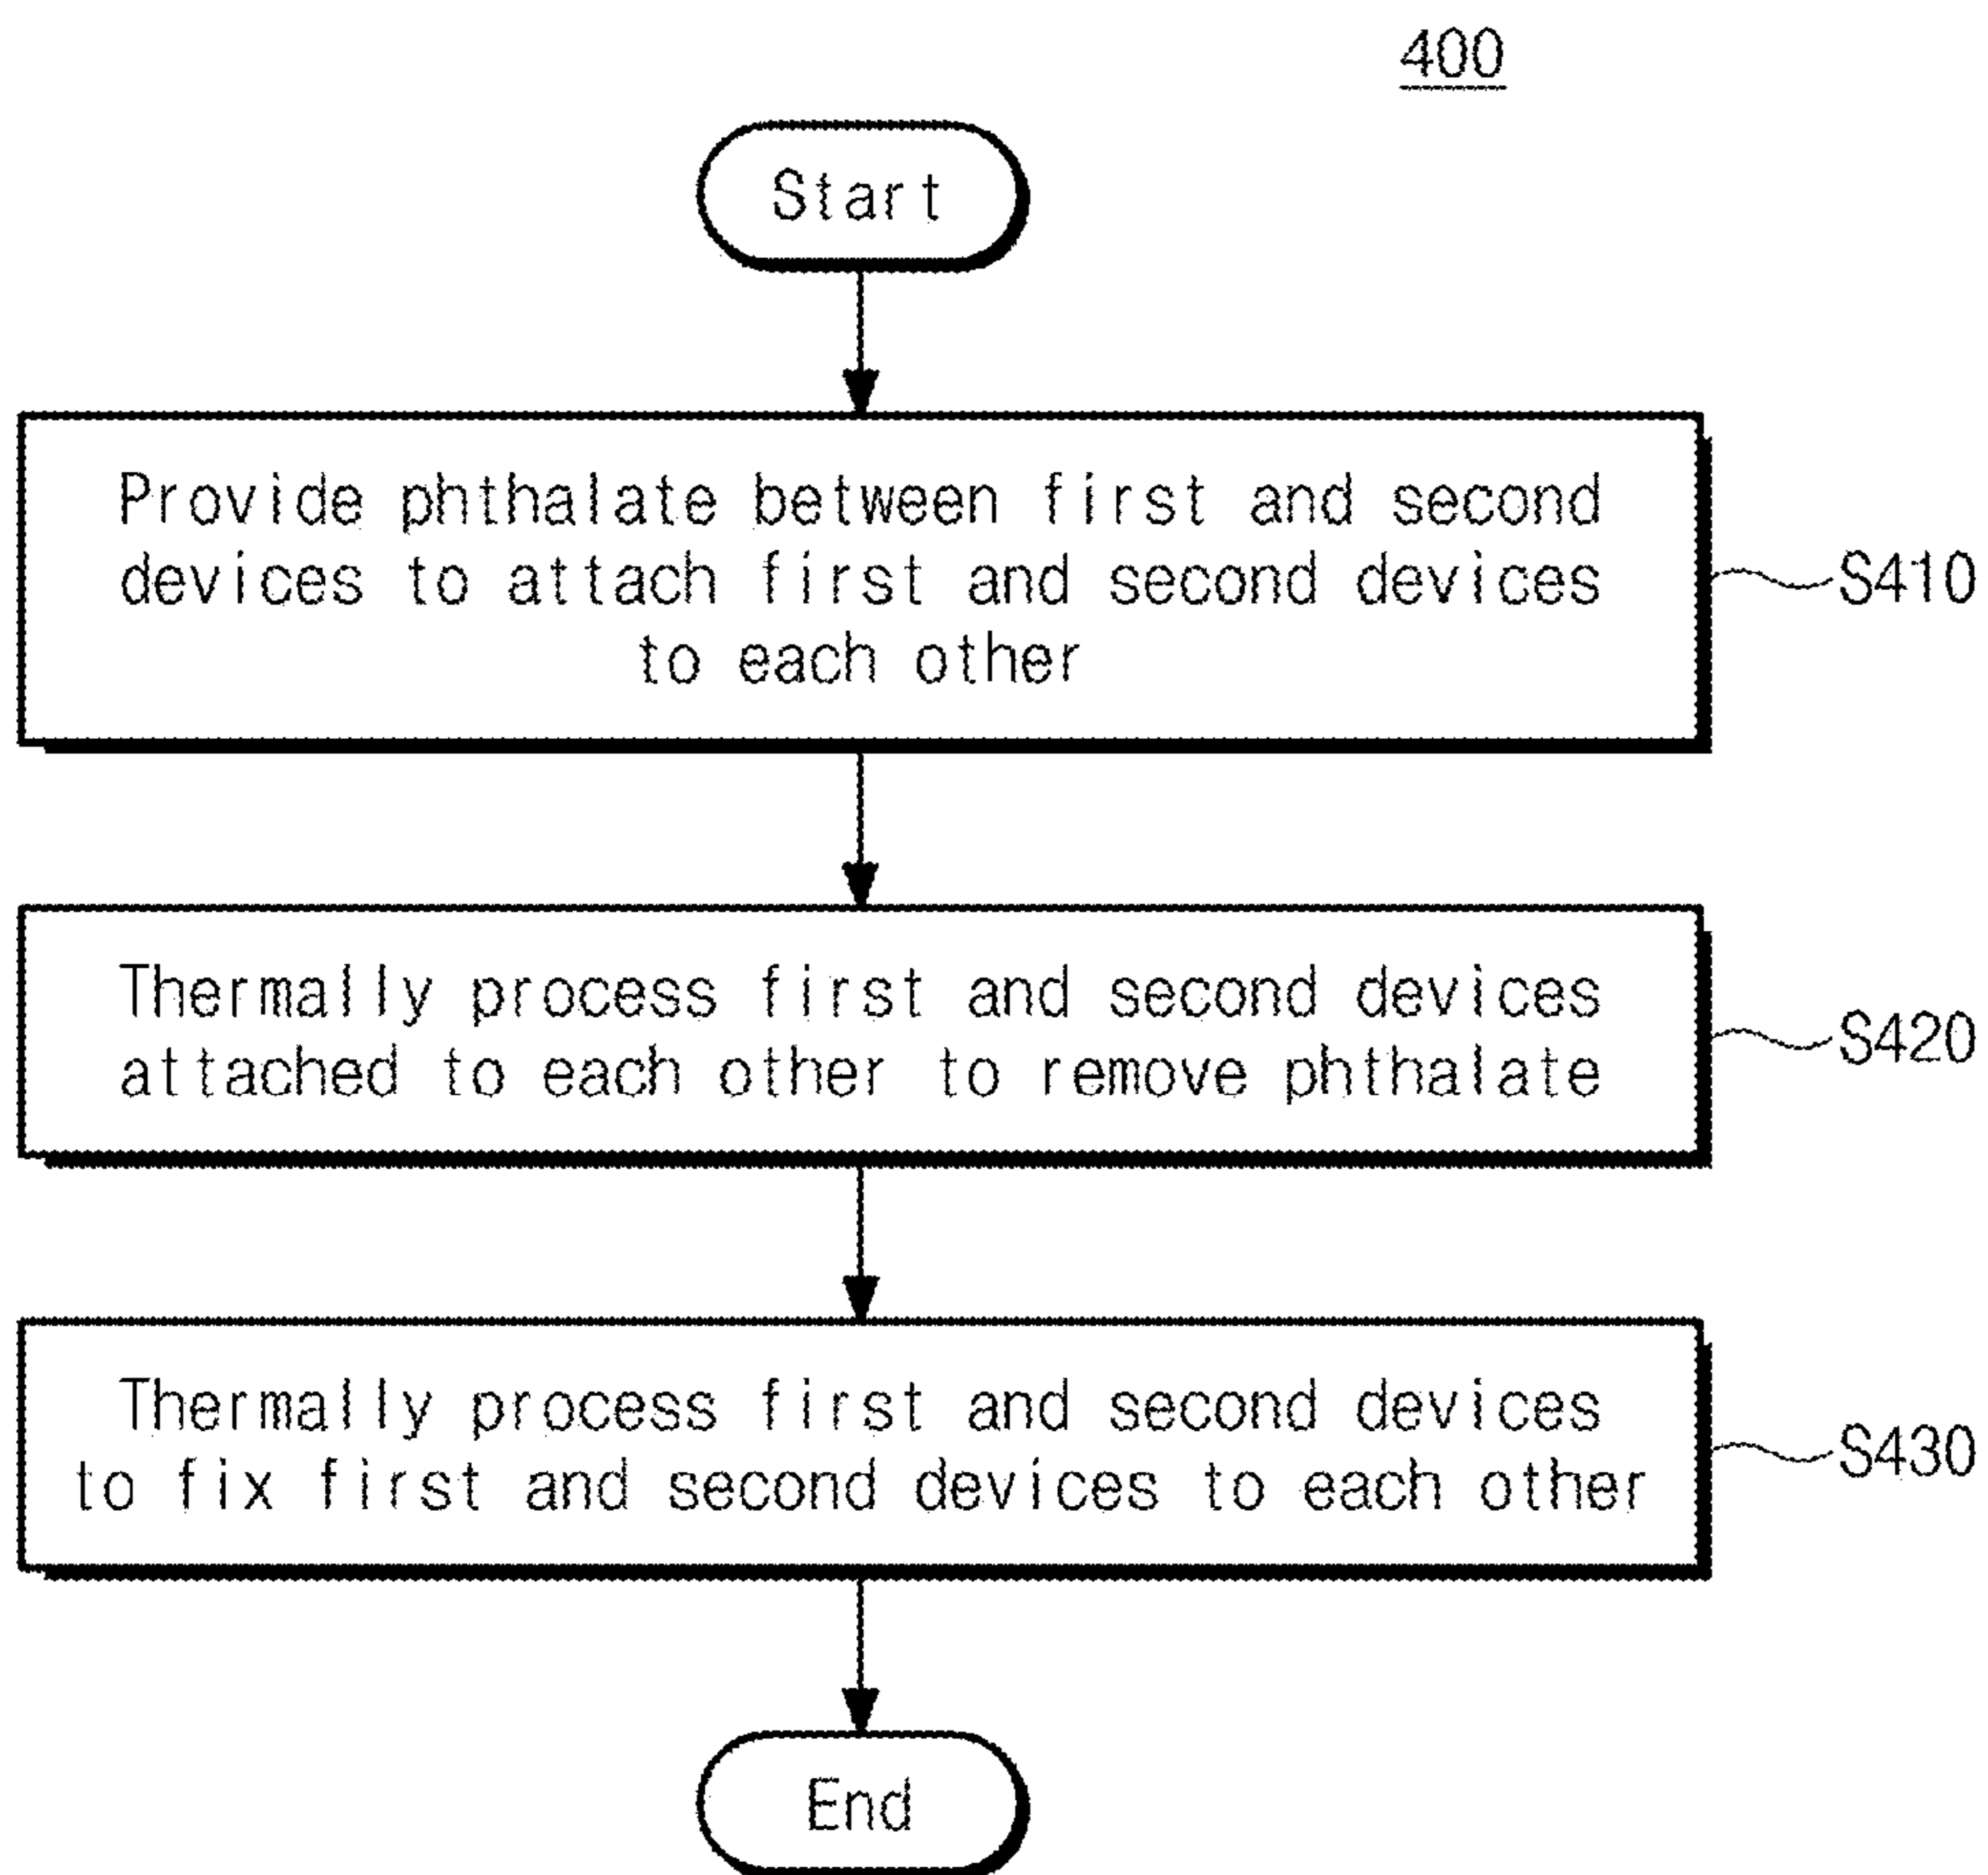 400
Start
Provide phthalate between first and second
devices to attach first and second devices
to each other
S410
Thermally process first and second devices
attached to each other to remove phthalate
S420
Thermally process first and second devices
to fix first and second devices to each other
S430
End